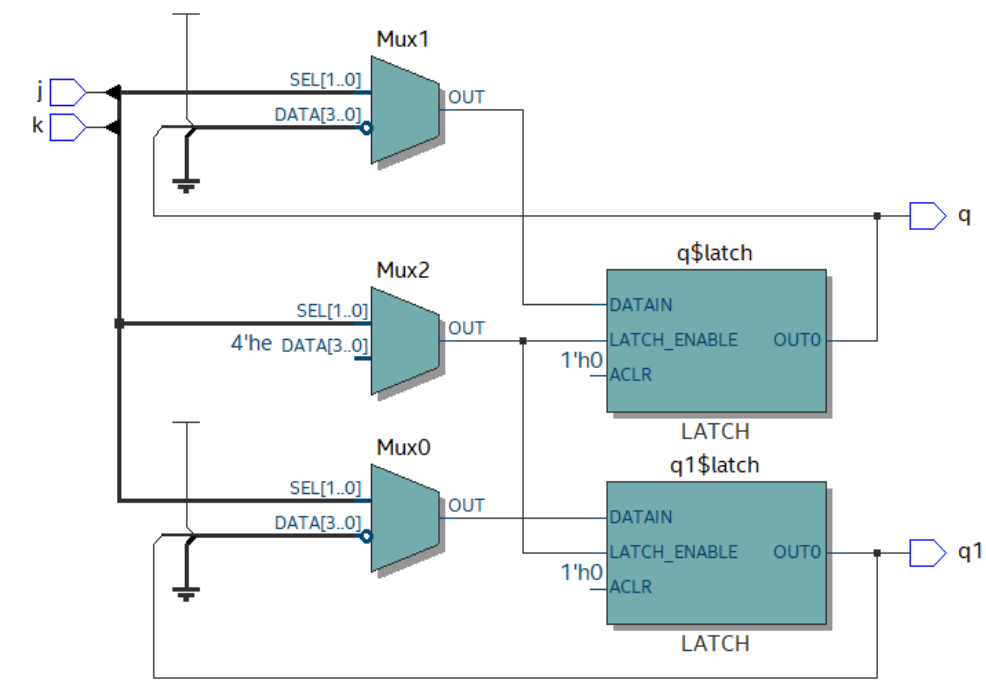 Mux1
j
SEL[1..0]
OUT
DATA[3..0]
k
q
q$latch
Mux2
DATAIN
SEL[1..0]
OUT
LATCH_ENABLE
OUT0
4'he DATA[3..0]
1'h0
ACLR
LATCH
Mux0
q1$latch
SEL[1..0]
OUT
DATAIN
DATA[3..0]
LATCH_ENABLE
OUT0
q1
1'h0
ACLR
LATCH